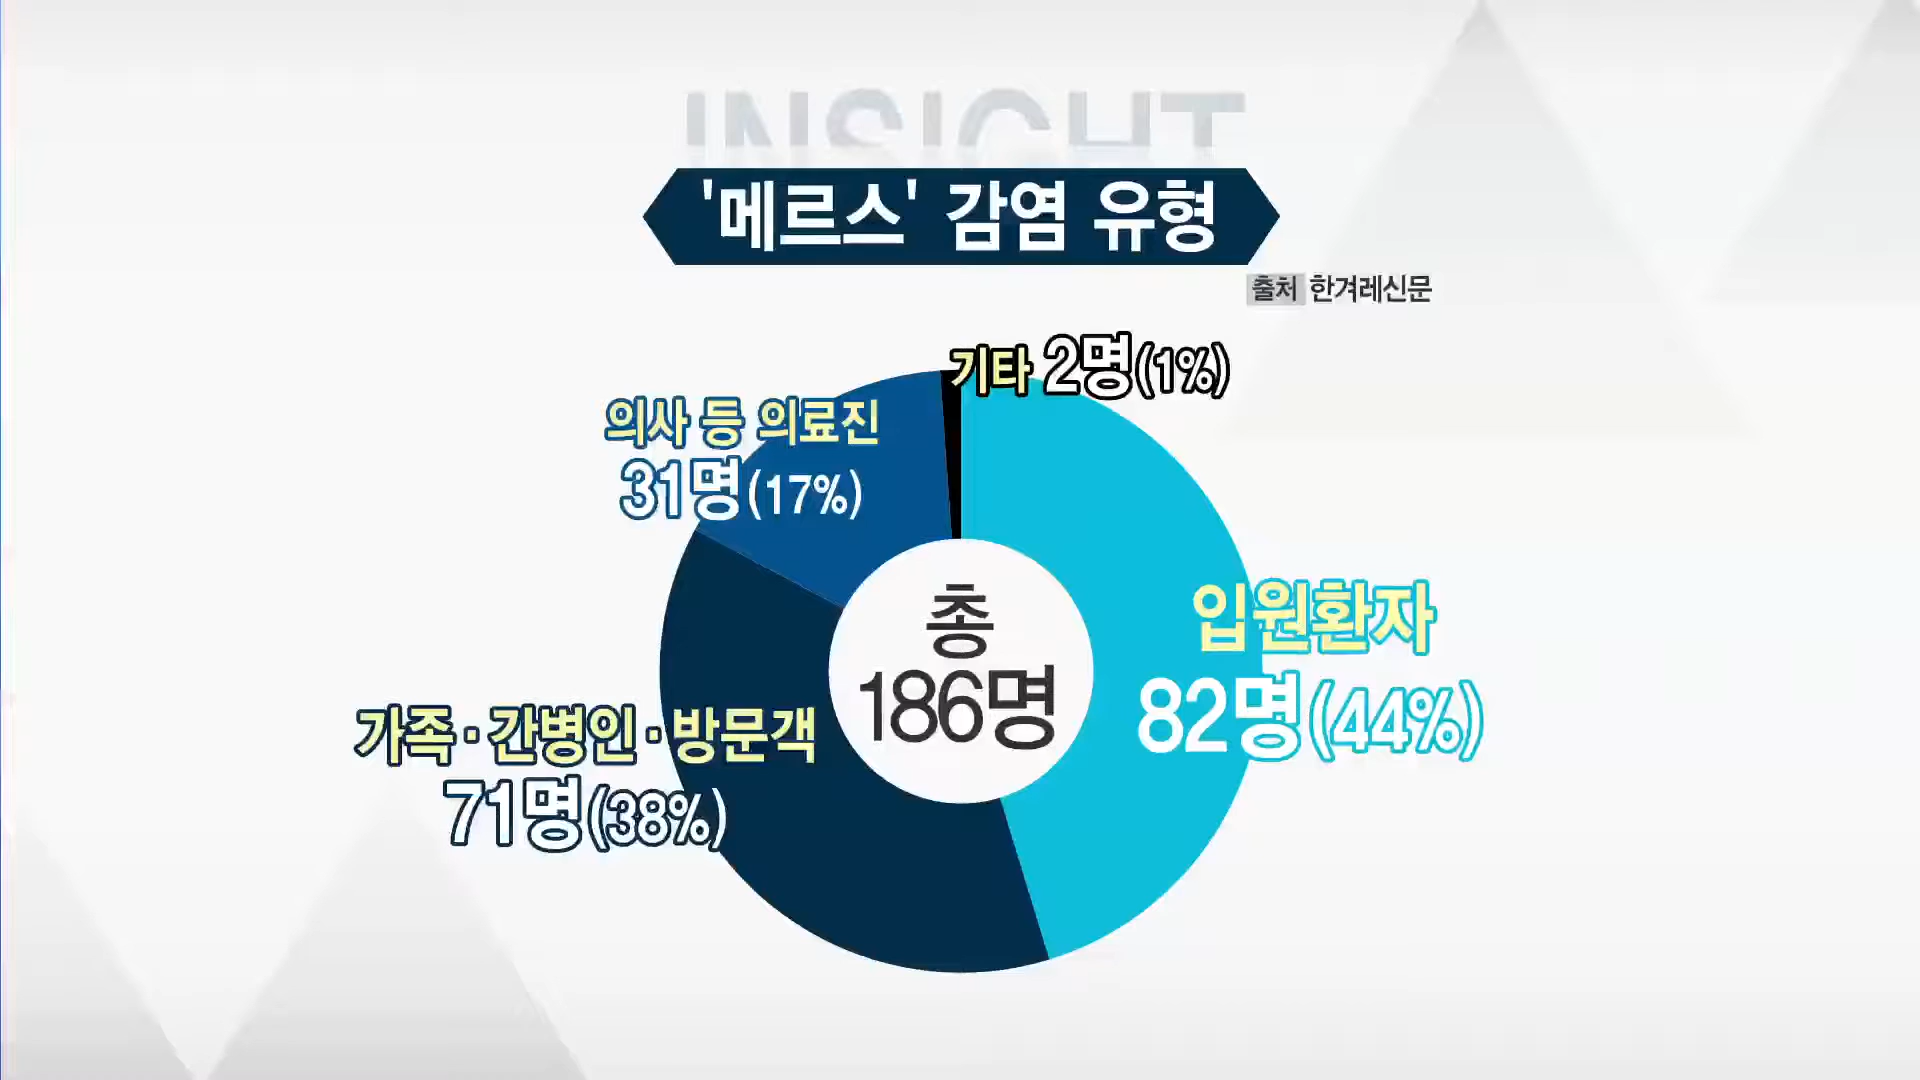 INSIGHT
'메르스' 감염 유형
출처 한겨레신문
기타 2명(1%)
의사 등 의료진
31명(17%)
입원환자
82명(44%)
총
186명
가족·간병인·방문객
71명(38%)